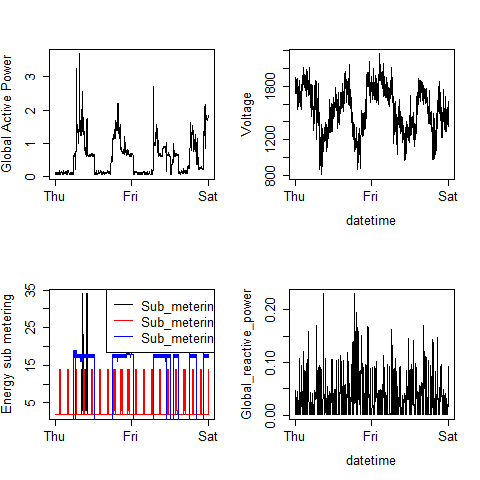 Global Active Power
0 1 2 3
Thu Fri Sat
Voltage
800 1200 1800
Thu Fri Sat
datetime
Energy sub metering
5 15 25 35
Sub_meterin
Sub_meterin
Sub_meterin
Thu Fri Sat
Global_reactive_power
0.00 0.10 0.20
Thu Fri Sat
datetime